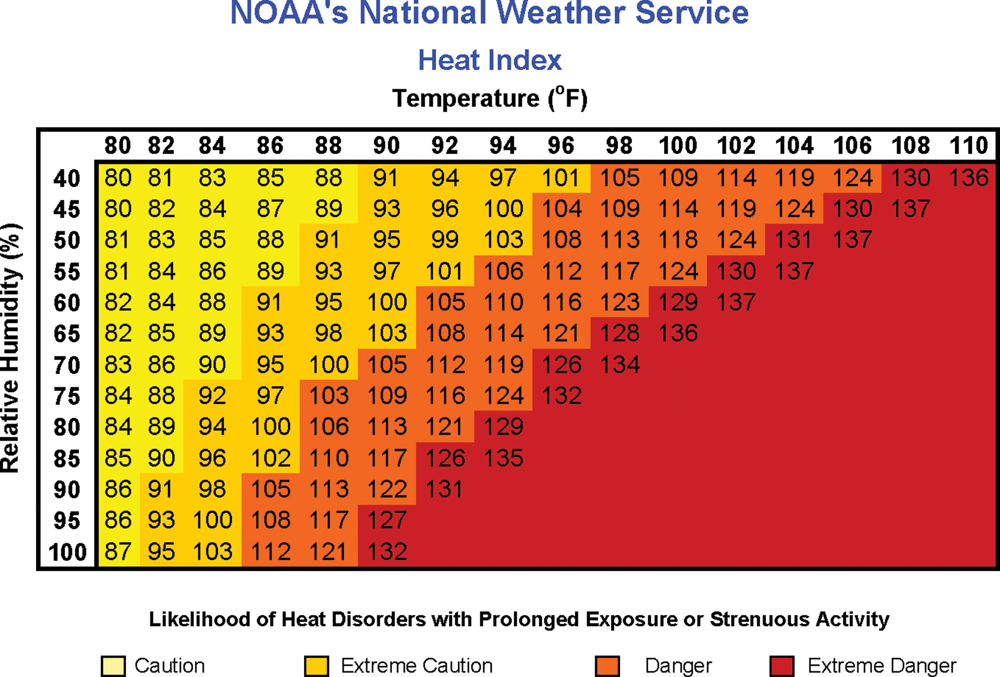 NOAA's National Weather Service
Heat Index
Temperature (°F)
80 82 84 86 88 90 92 94 96 98 100 102 104 106 108 110
Relative Humidity (%)
40 80 81 83 85 88 91 94 97 101 105 109 114 119 124 130 136
45 80 82 84 87 89 93 96 100 104 109 114 119 124 130 137
50 81 83 85 88 91 95 99 103 108 113 118 124 131 137
55 81 84 86 89 93 97 101 106 112 117 124 130 137
60 82 84 88 91 95 100 105 110 116 123 129 137
65 82 85 89 93 98 103 108 114 121 128 136
70 83 86 90 95 100 105 112 119 126 134
75 84 88 92 97 103 109 116 124 132
80 84 89 94 100 106 113 121 129
85 85 90 96 102 110 117 126 135
90 86 91 98 105 113 122 131
95 86 93 100 108 117 127
100 87 95 103 112 121 132
Likelihood of Heat Disorders with Prolonged Exposure or Strenuous Activity
Caution Extreme Caution Danger Extreme Danger